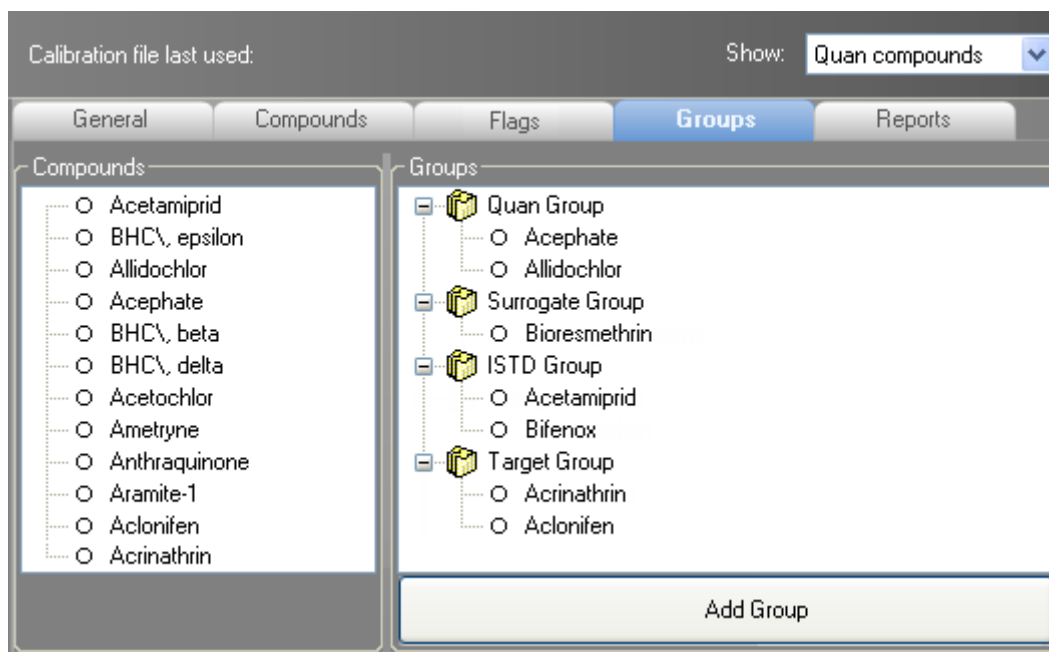 Calibration file last used:
Show: Quan compounds
General Compounds Flags Groups Reports
Compounds
Acetamiprid
BHC\, epsilon
Allidochlor
Acephate
BHC\, beta
BHC\, delta
Acetochlor
Ametryne
Anthraquinone
Aramite-1
Aclonifen
Acrinathrin
Groups
Quan Group
Acephate
Allidochlor
Surrogate Group
Bioresmethrin
ISTD Group
Acetamiprid
Bifenox
Target Group
Acrinathrin
Aclonifen
Add Group